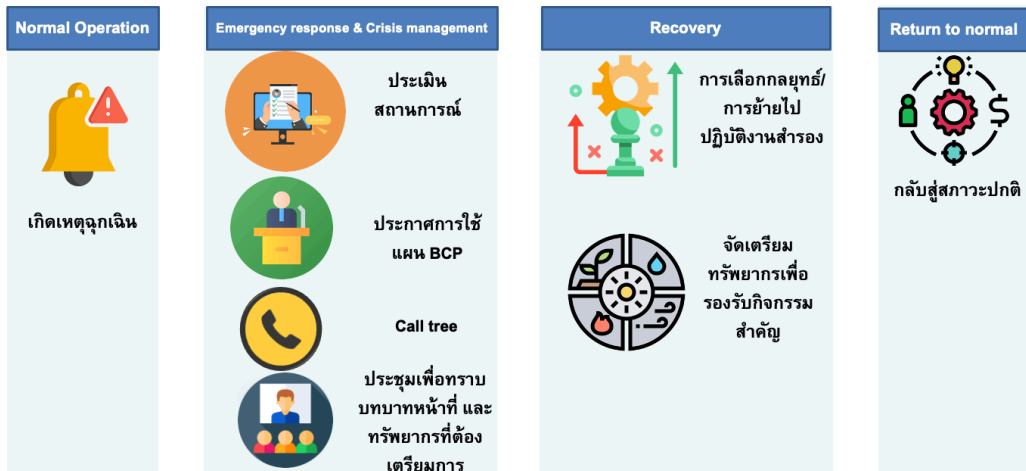 Normal Operation
เกิดเหตุฉุกเฉิน
Emergency response & Crisis management
ประเมิน
สถานการณ์
ประกาศการใช้
แผน BCP
Call tree
ประชุมเพื่อทราบ
บทบาทหน้าที่ และ
ทรัพยากรที่ต้อง
เตรียมการ
Recovery
การเลือกกลยุทธ์/
การย้ายไป
ปฏิบัติงานสำรอง
จัดเตรียม
ทรัพยากรเพื่อ
รองรับกิจกรรม
สำคัญ
Return to normal
กลับสู่สภาวะปกติ